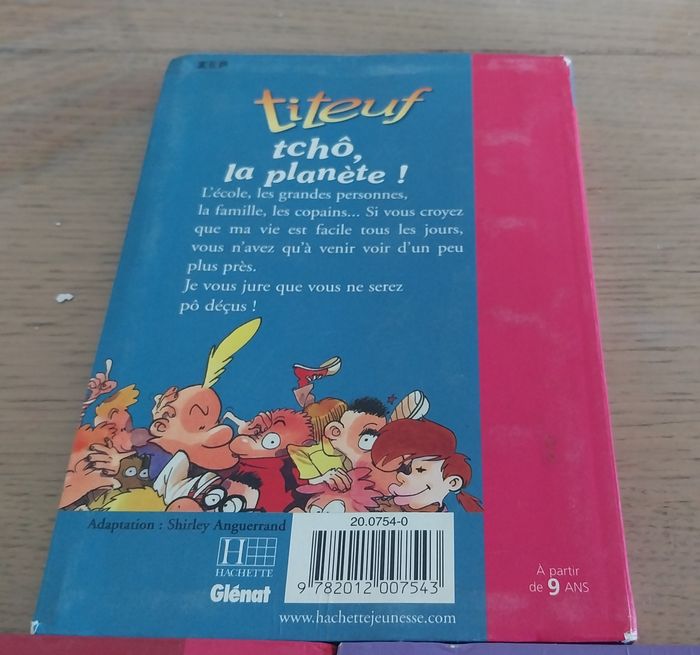 titeuf
tchô,
la planète !
L'école, les grandes personnes,
la famille, les copains... Si vous croyez
que ma vie est facile tous les jours,
vous n'avez qu'à venir voir d'un peu
plus près.
Je vous jure que vous ne serez
pô déçus !
Adaptation : Shirley Anguerrand
H
HACHETTE
Glénat
20.0754-0
9 782012 007543
www.hachettejeunesse.com
À partir
de 9 ANS